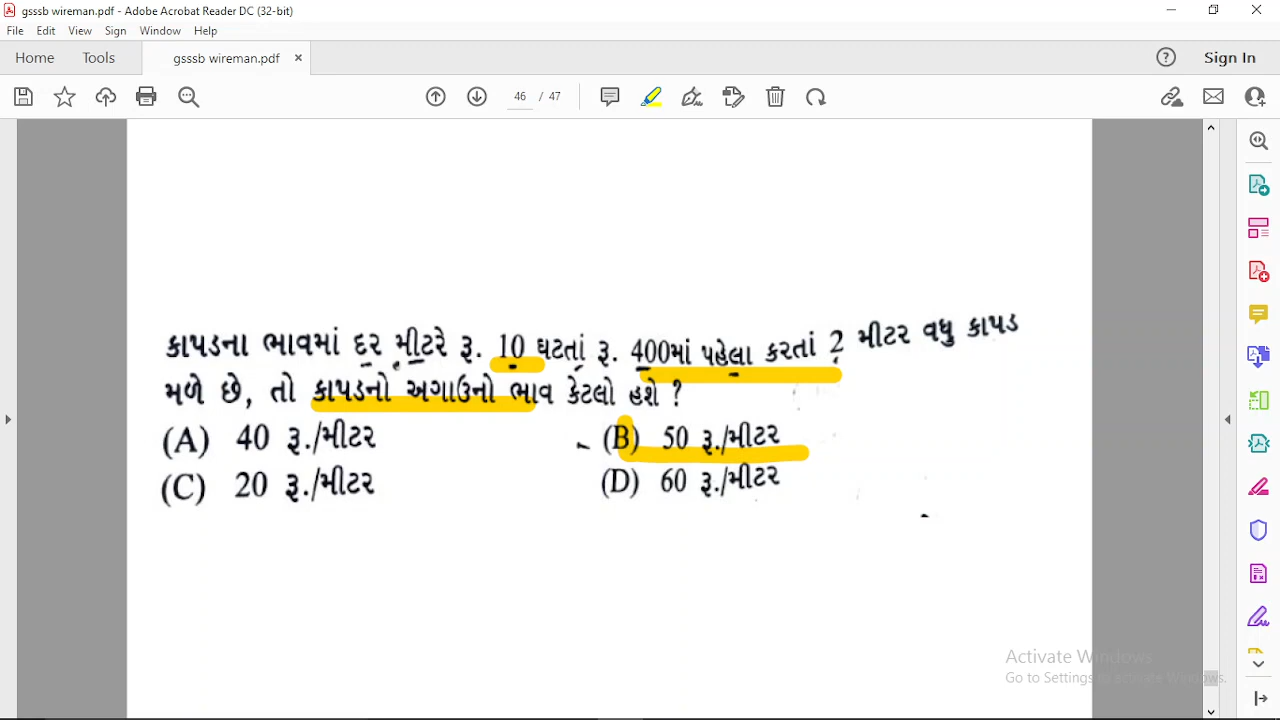 gsssb wireman.pdf - Adobe Acrobat Reader DC (32-bit)
File Edit View Sign Window Help
Home Tools gsssb wireman.pdf × ? Sign In
46 / 47
કાપડના ભાવમાં દર મીટરે રૂ. 10 ઘટતાં રૂ. 400માં પહેલા કરતાં 2 મીટર વધુ કાપડ
મળે છે, તો કાપડનો અગાઉનો ભાવ કેટલો હશે ?
(A) 40 રૂ./મીટર (B) 50 રૂ./મીટર
(C) 20 રૂ./મીટર (D) 60 રૂ./મીટર
Activate Windows
Go to Settings to activate Windows.